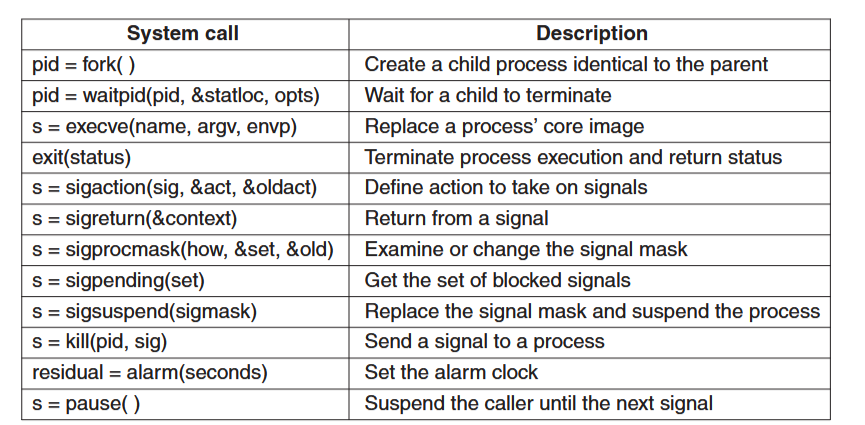 System call Description
pid = fork( ) Create a child process identical to the parent
pid = waitpid(pid, &statloc, opts) Wait for a child to terminate
s = execve(name, argv, envp) Replace a process’ core image
exit(status) Terminate process execution and return status
s = sigaction(sig, &act, &oldact) Define action to take on signals
s = sigreturn(&context) Return from a signal
s = sigprocmask(how, &set, &old) Examine or change the signal mask
s = sigpending(set) Get the set of blocked signals
s = sigsuspend(sigmask) Replace the signal mask and suspend the process
s = kill(pid, sig) Send a signal to a process
residual = alarm(seconds) Set the alarm clock
s = pause( ) Suspend the caller until the next signal